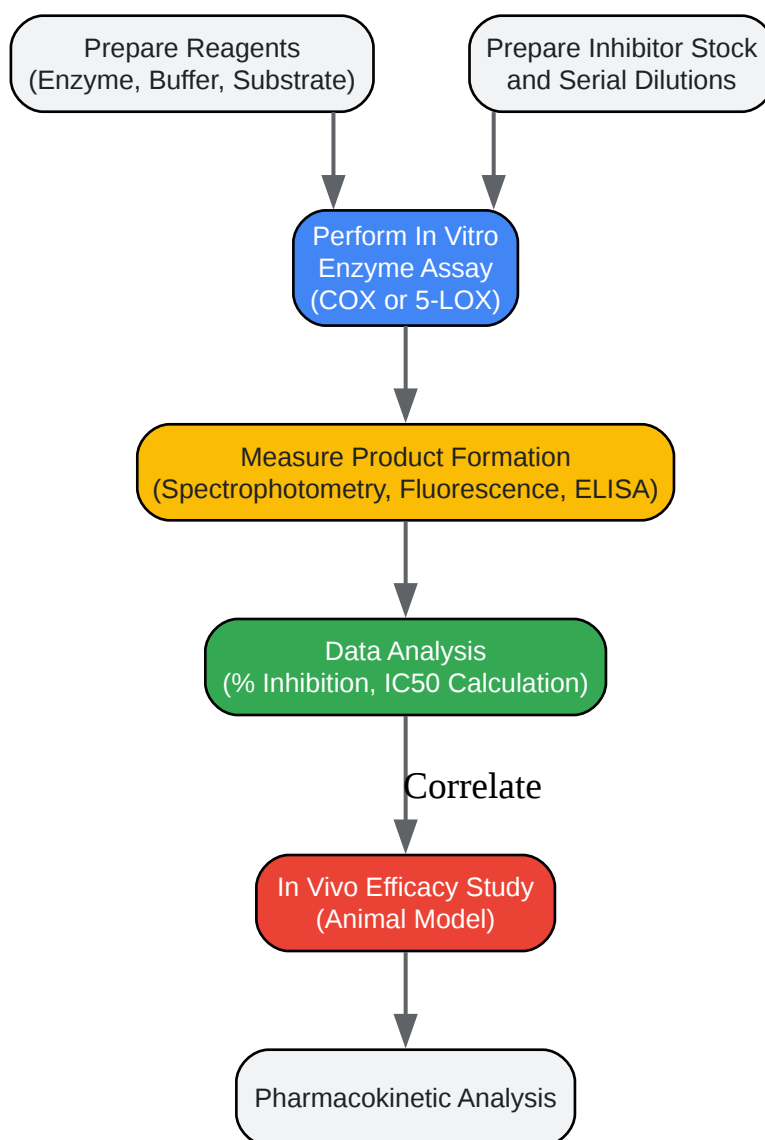 Prepare Reagents
(Enzyme, Buffer, Substrate)
Prepare Inhibitor Stock
and Serial Dilutions
Perform In Vitro
Enzyme Assay
(COX or 5-LOX)
Measure Product Formation
(Spectrophotometry, Fluorescence, ELISA)
Data Analysis
(% Inhibition, IC50 Calculation)
Correlate
In Vivo Efficacy Study
(Animal Model)
Pharmacokinetic Analysis